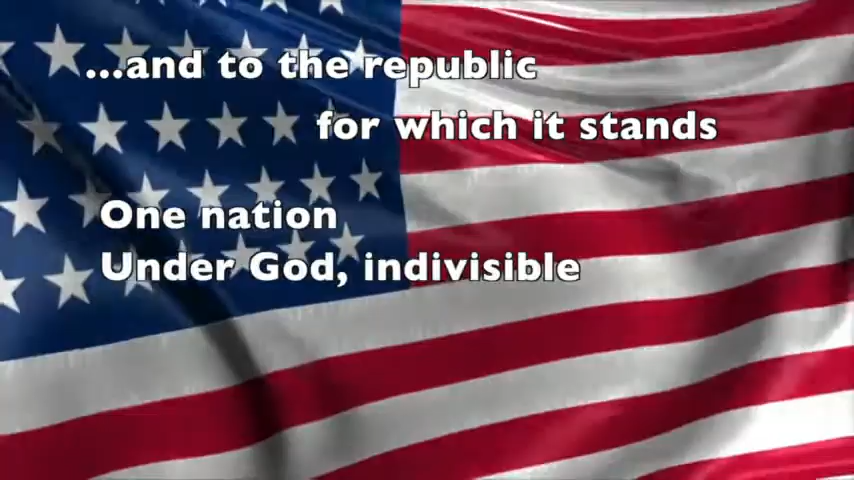 ...and to the republic
for which it stands
One nation
Under God, indivisible